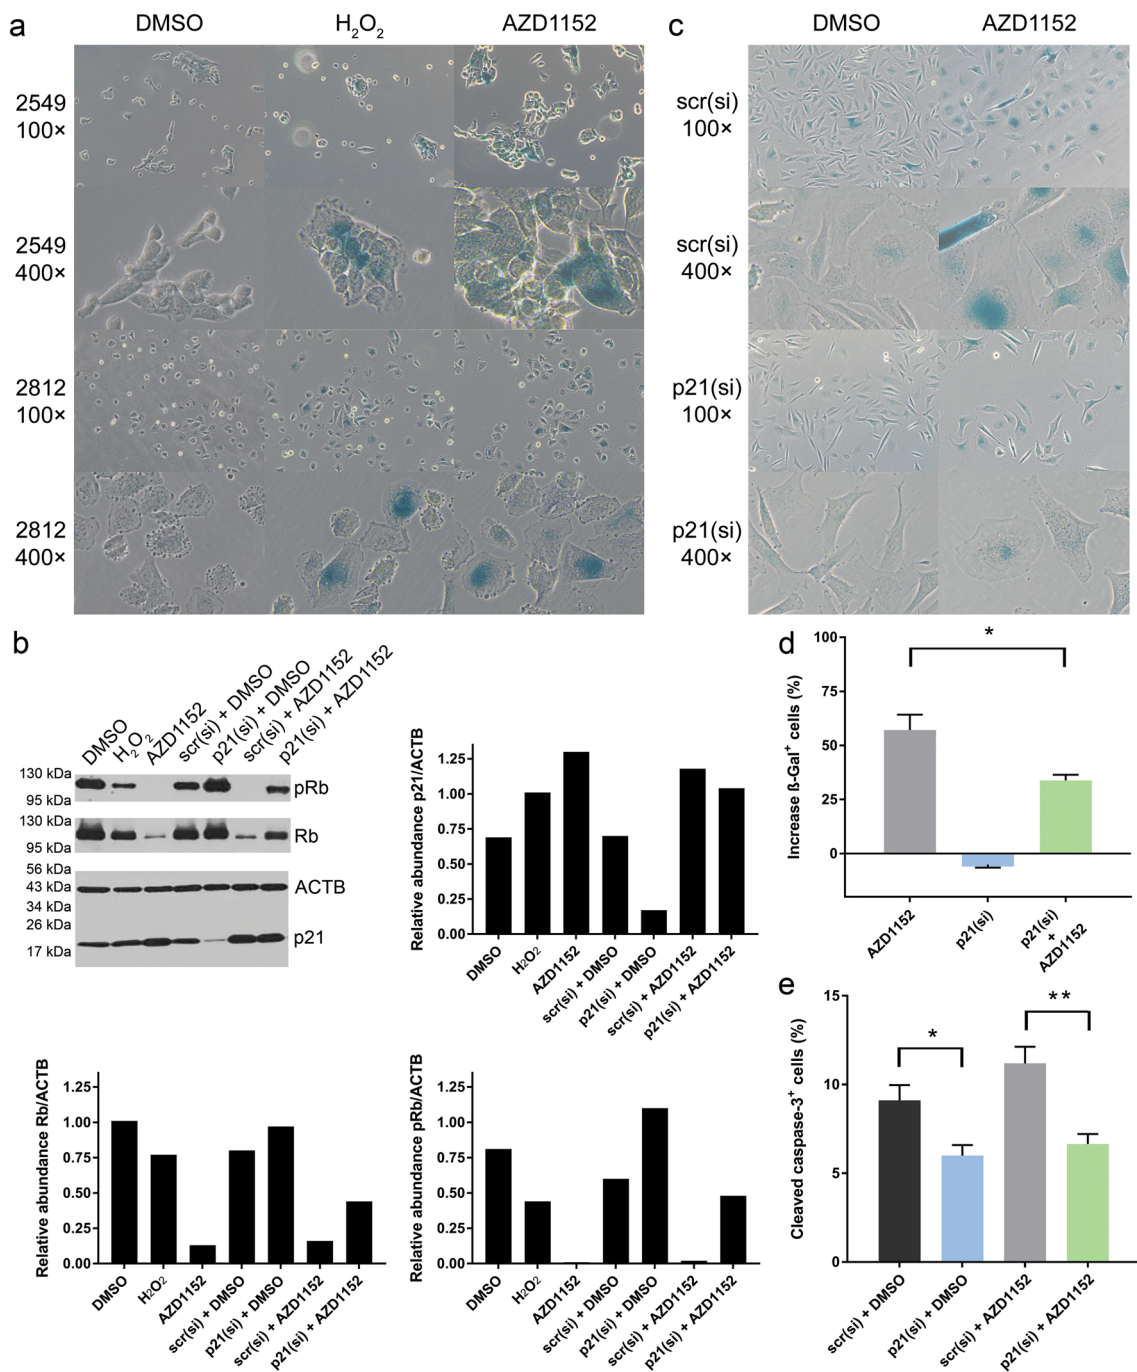 a
DMSO
H₂O₂
AZD1152
2549
100×
2549
400×
2812
100×
2812
400×
c
DMSO
AZD1152
scr(si)
100×
scr(si)
400×
p21(si)
100×
p21(si)
400×
b
DMSO
H₂O₂
AZD1152
scr(si) + DMSO
p21(si) + DMSO
scr(si) + AZD1152
p21(si) + AZD1152
130 kDa
95 kDa
pRb
130 kDa
95 kDa
Rb
56 kDa
43 kDa
34 kDa
ACTB
26 kDa
17 kDa
p21
Relative abundance p21/ACTB
1.25
1.00
0.75
0.50
0.25
0.00
DMSO
H₂O₂
AZD1152
scr(si) + DMSO
p21(si) + DMSO
scr(si) + AZD1152
p21(si) + AZD1152
Relative abundance Rb/ACTB
1.25
1.00
0.75
0.50
0.25
0.00
DMSO
H₂O₂
AZD1152
scr(si) + DMSO
p21(si) + DMSO
scr(si) + AZD1152
p21(si) + AZD1152
Relative abundance pRb/ACTB
1.25
1.00
0.75
0.50
0.25
0.00
DMSO
H₂O₂
AZD1152
scr(si) + DMSO
p21(si) + DMSO
scr(si) + AZD1152
p21(si) + AZD1152
d
Increase ß-Gal⁺ cells (%)
100
75
50
25
0
*
AZD1152
p21(si)
p21(si)
+
AZD1152
e
Cleaved caspase-3⁺ cells (%)
15
10
5
0
*
**
scr(si) + DMSO
p21(si) + DMSO
scr(si) + AZD1152
p21(si) + AZD1152